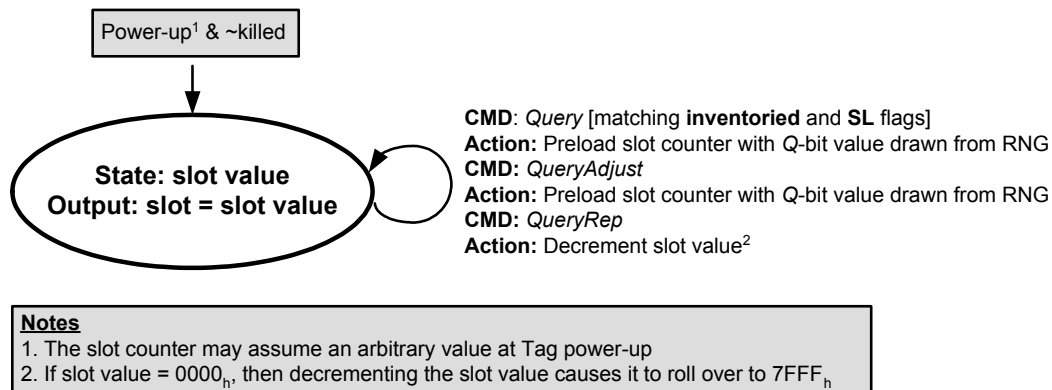 Power-up¹ & ~killed
State: slot value
Output: slot = slot value
CMD: Query [matching inventoried and SL flags]
Action: Preload slot counter with Q-bit value drawn from RNG
CMD: QueryAdjust
Action: Preload slot counter with Q-bit value drawn from RNG
CMD: QueryRep
Action: Decrement slot value²
Notes
1. The slot counter may assume an arbitrary value at Tag power-up
2. If slot value = 0000ₕ, then decrementing the slot value causes it to roll over to 7FFFₕ